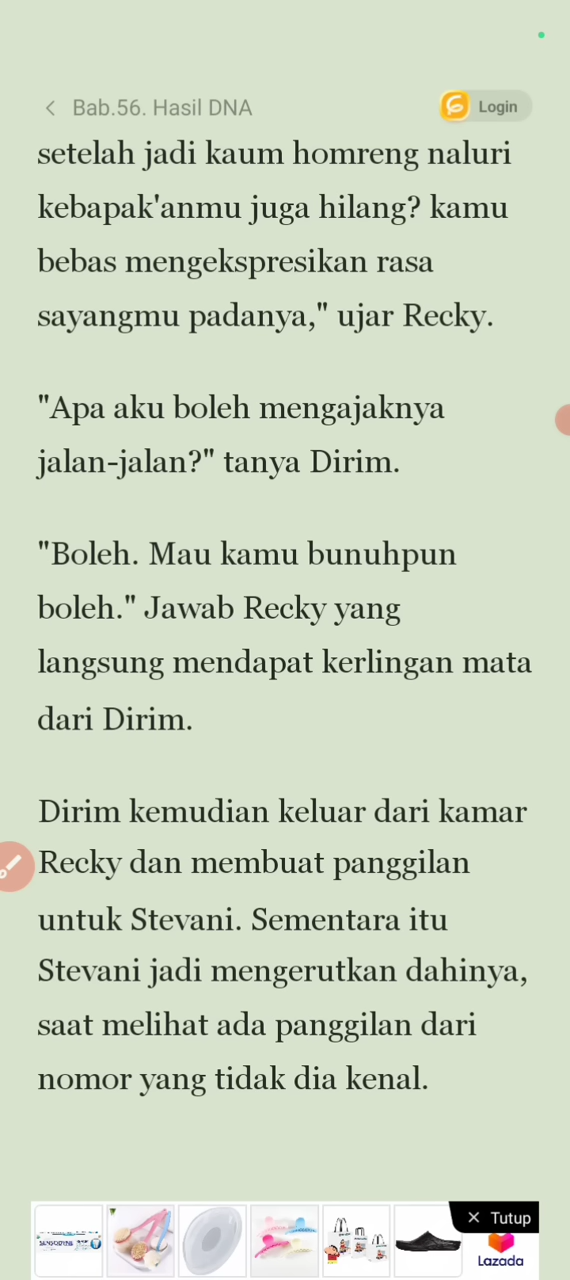 Bab.56. Hasil DNA
Login
setelah jadi kaum homreng naluri
kebapak'anmu juga hilang? kamu
bebas mengekspresikan rasa
sayangmu padanya," ujar Recky.
"Apa aku boleh mengajaknya
jalan-jalan?" tanya Dirim.
"Boleh. Mau kamu bunuhpun
boleh." Jawab Recky yang
langsung mendapat kerlingan mata
dari Dirim.
Dirim kemudian keluar dari kamar
Recky dan membuat panggilan
untuk Stevani. Sementara itu
Stevani jadi mengerutkan dahinya,
saat melihat ada panggilan dari
nomor yang tidak dia kenal.
SENSODYNE
Tutup
Lazada